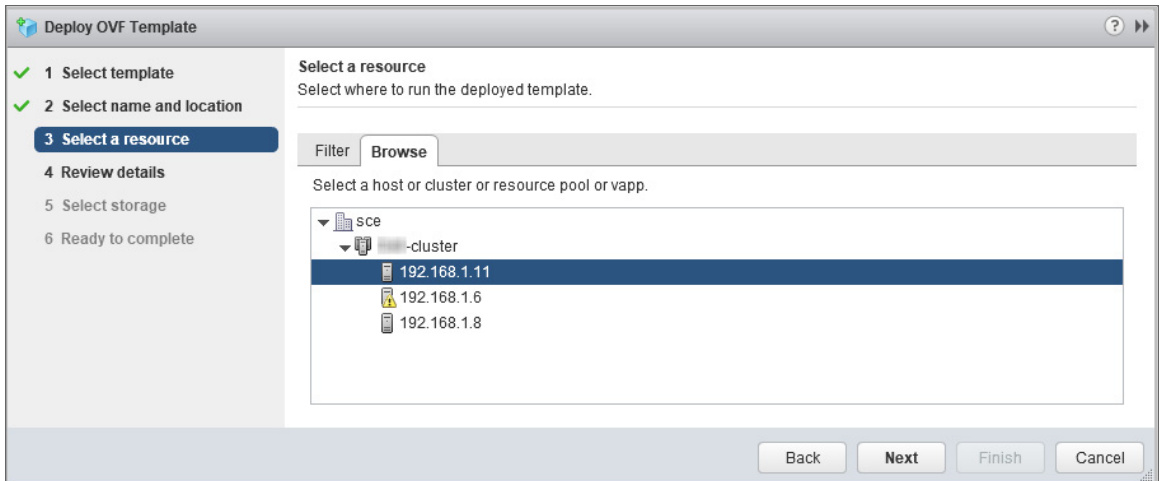 Deploy OVF Template
?
1 Select template
2 Select name and location
3 Select a resource
4 Review details
5 Select storage
6 Ready to complete
Select a resource
Select where to run the deployed template.
Filter Browse
Select a host or cluster or resource pool or vapp.
sce
-cluster
192.168.1.11
192.168.1.6
192.168.1.8
Back Next Finish Cancel